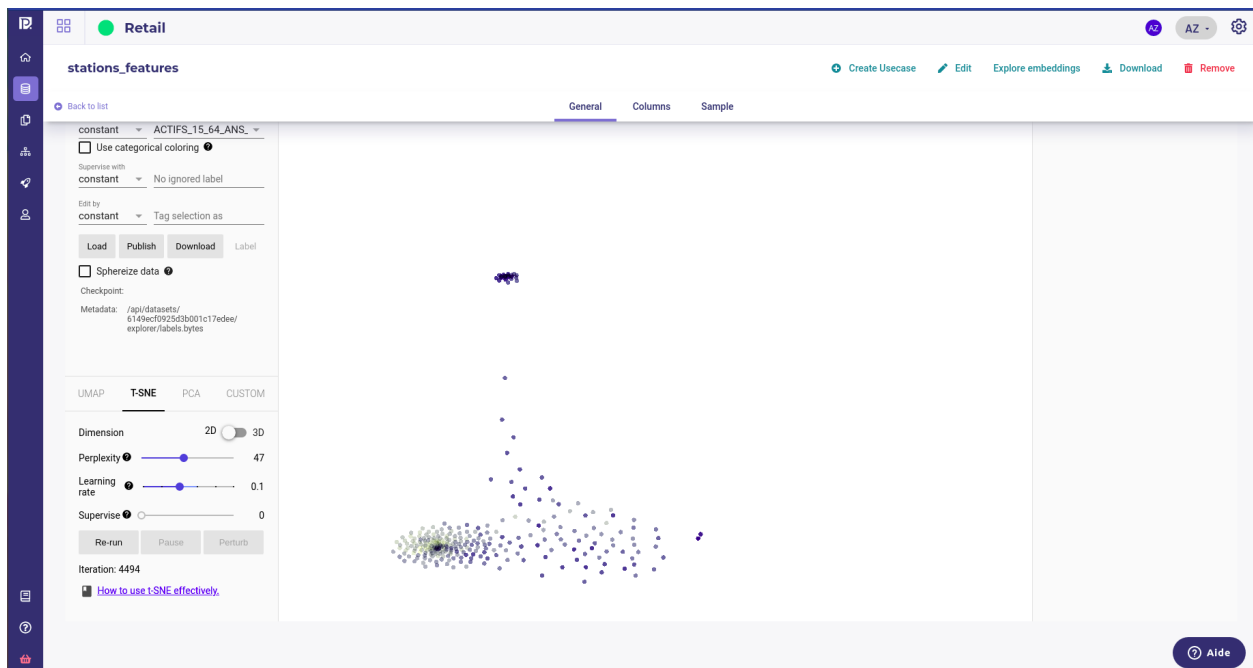 Retail
AZ
AZ
stations_features
Create Usecase
Edit
Explore embeddings
Download
Remove
Back to list
General
Columns
Sample
constant
ACTIFS_15_64_ANS_
Use categorical coloring ?
Supervise with
constant
No ignored label
Edit by
constant
Tag selection as
Load
Publish
Download
Label
Sphereize data ?
Checkpoint:
Metadata: /api/datasets/
6149ecf0925d3b001c17edee/
explorer/labels.bytes
UMAP
T-SNE
PCA
CUSTOM
Dimension
2D
3D
Perplexity ?
47
Learning
rate ?
0.1
Supervise ?
0
Re-run
Pause
Perturb
Iteration: 4494
How to use t-SNE effectively.
? Aide